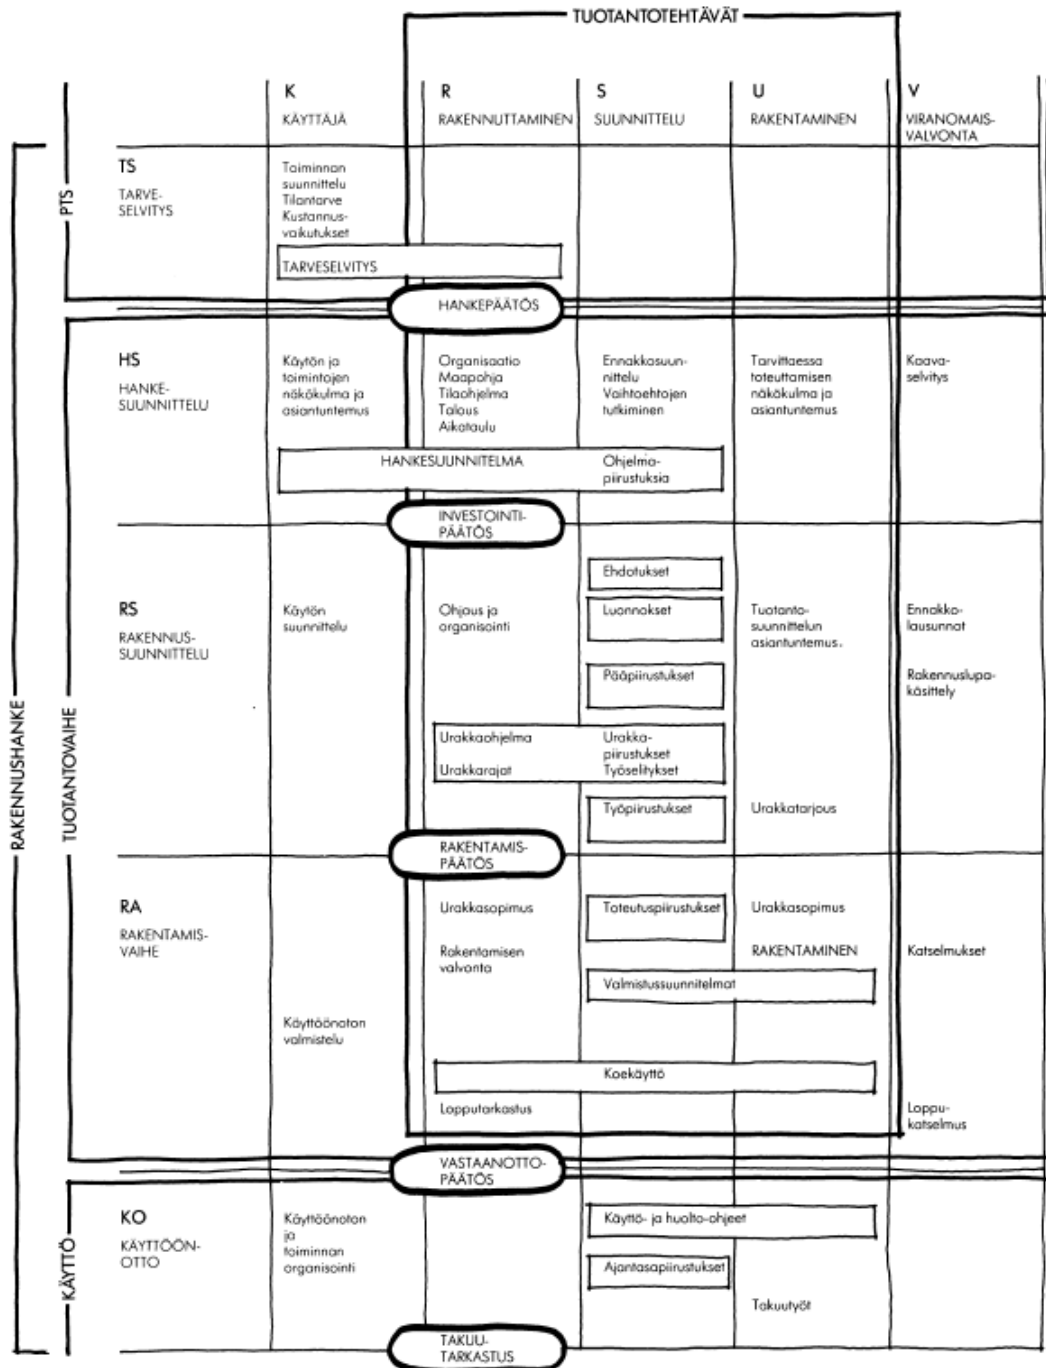 TUOTANTOTEHTÄVÄT
K
KÄYTTÄJÄ
R
RAKENNUTTAMINEN
S
SUUNNITTELU
U
RAKENTAMINEN
V
VIRANOMAIS-
VALVONTA
RAKENNUSHANKE
PTS
TS
TARVE-
SELVITYS
Toiminnan
suunnittelu
Tilantarve
Kustannus-
vaikutukset
TARVESELVITYS
HANKEPÄÄTÖS
TUOTANTOVAIHE
HS
HANKE-
SUUNNITTELU
Käytön ja
toimintojen
näkökulma ja
asiantuntemus
Organisaatio
Maapohja
Tilaohjelma
Talous
Aikataulu
Ennakkosuun-
nittelu
Vaihtoehtojen
tutkiminen
Tarvittaessa
toteuttamisen
näkökulma ja
asiantuntemus
Kaava-
selvitys
HANKESUUNNITELMA
Ohjelma-
piirustuksia
INVESTOINTI-
PÄÄTÖS
RS
RAKENNUS-
SUUNNITTELU
Käytön
suunnittelu
Ohjaus ja
organisointi
Ehdotukset
Luonnokset
Tuotanto-
suunnittelun
asiantuntemus.
Ennakko-
lausunnot
Pääpiirustukset
Rakennuslupa-
käsittely
Urakkaohjelma
Urakkarajat
Urakka-
piirustukset
Työselitykset
Työpiirustukset
Urakkatarjous
RAKENTAMIS-
PÄÄTÖS
RA
RAKENTAMIS-
VAIHE
Urakkasopimus
Toteutuspiirustukset
Urakkasopimus
Rakentamisen
valvonta
RAKENTAMINEN
Katselmukset
Valmistussuunnitelmat
Käyttöönoton
valmistelu
Koekäyttö
Lopputarkastus
Loppu-
katselmus
VASTAANOTTO-
PÄÄTÖS
KÄYTTÖ
KO
KÄYTTÖÖN-
OTTO
Käyttöönoton
ja
toiminnan
organisointi
Käyttö- ja huolto-ohjeet
Ajantasapiirustukset
Takuutyöt
TAKUU-
TARKASTUS